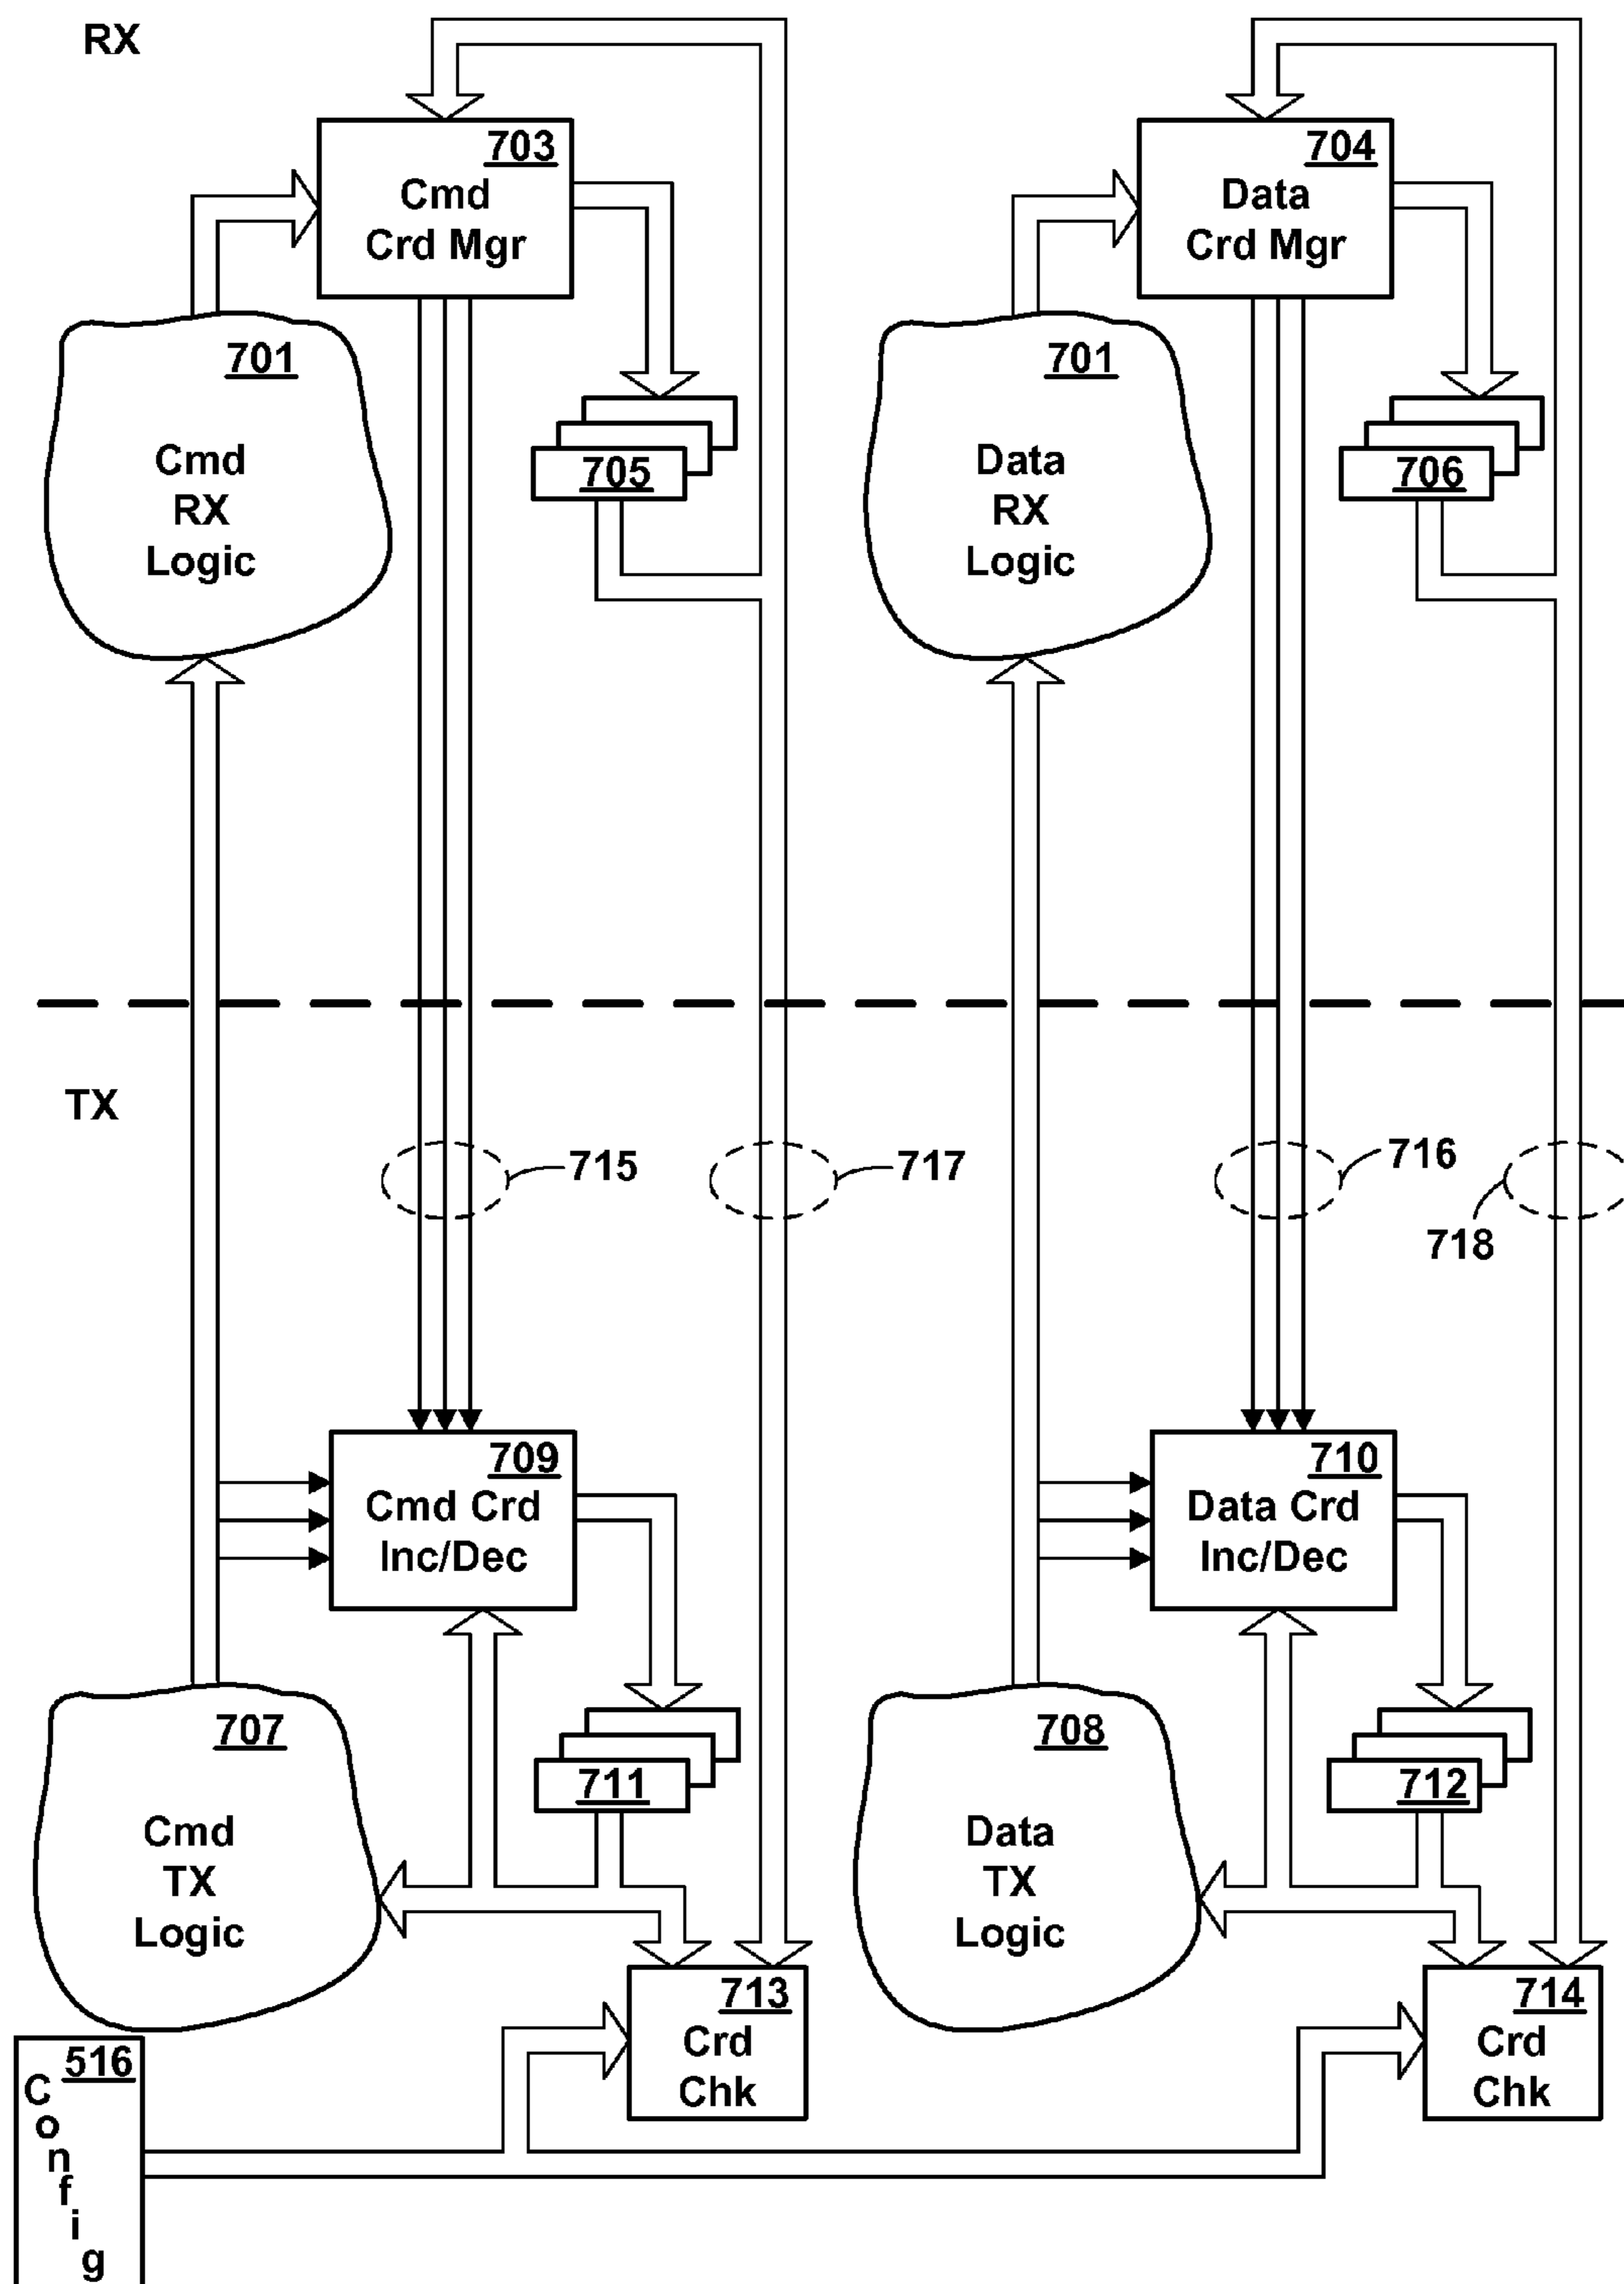 RX
703
Cmd
Crd Mgr
704
Data
Crd Mgr
701
Cmd
RX
Logic
705
701
Data
RX
Logic
706
TX
715
717
716
718
709
Cmd Crd
Inc/Dec
710
Data Crd
Inc/Dec
707
Cmd
TX
Logic
711
708
Data
TX
Logic
712
713
Crd
Chk
714
Crd
Chk
516
Config